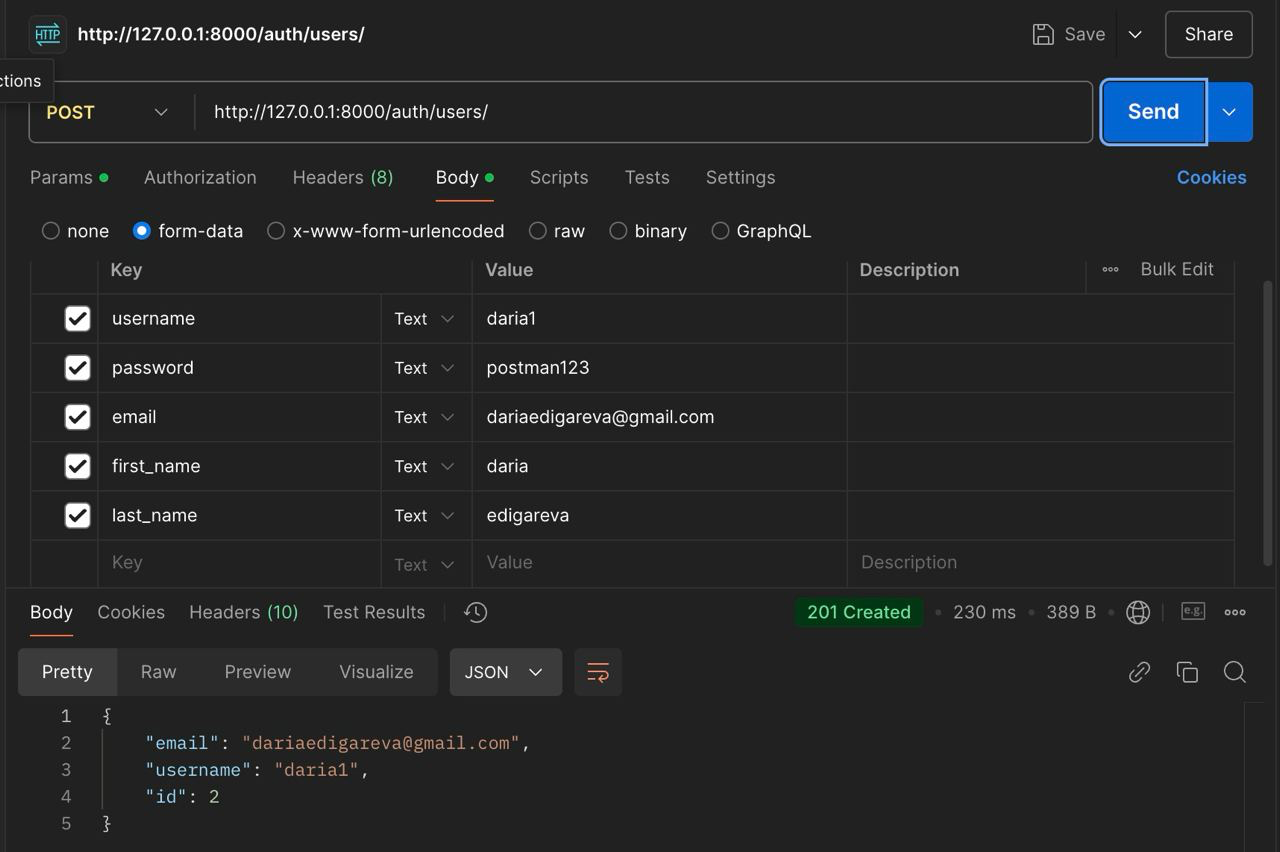 HTTP http://127.0.0.1:8000/auth/users/ Save Share
ctions
POST http://127.0.0.1:8000/auth/users/ Send
Params Authorization Headers (8) Body Scripts Tests Settings Cookies
none form-data x-www-form-urlencoded raw binary GraphQL
Key Value Description Bulk Edit
username Text daria1
password Text postman123
email Text dariaedigareva@gmail.com
first_name Text daria
last_name Text edigareva
Key Text Value Description
Body Cookies Headers (10) Test Results 201 Created 230 ms 389 B e.g.
Pretty Raw Preview Visualize JSON
1 {
2 "email": "dariaedigareva@gmail.com",
3 "username": "daria1",
4 "id": 2
5 }